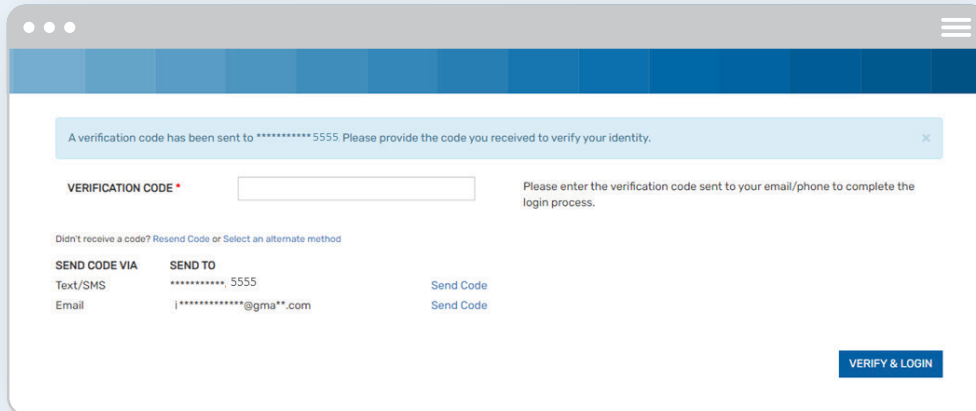 A verification code has been sent to ***********5555. Please provide the code you received to verify your identity.
×
VERIFICATION CODE *
Please enter the verification code sent to your email/phone to complete the
login process.
Didn't receive a code? Resend Code or Select an alternate method
SEND CODE VIA SEND TO
Text/SMS ***********, 5555 Send Code
Email i*************@gma**.com Send Code
VERIFY & LOGIN